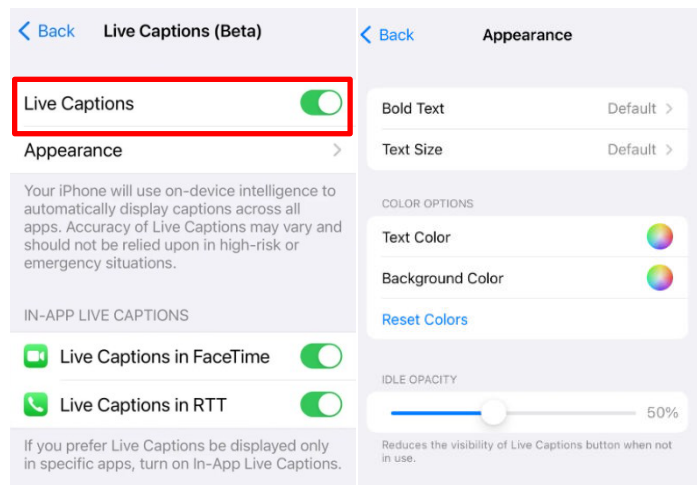 Back
Live Captions (Beta)
Live Captions
Appearance
Your iPhone will use on-device intelligence to
automatically display captions across all
apps. Accuracy of Live Captions may vary and
should not be relied upon in high-risk or
emergency situations.
IN-APP LIVE CAPTIONS
Live Captions in FaceTime
Live Captions in RTT
If you prefer Live Captions be displayed only
in specific apps, turn on In-App Live Captions.
Back
Appearance
Bold Text Default
Text Size Default
COLOR OPTIONS
Text Color
Background Color
Reset Colors
IDLE OPACITY
50%
Reduces the visibility of Live Captions button when not
in use.